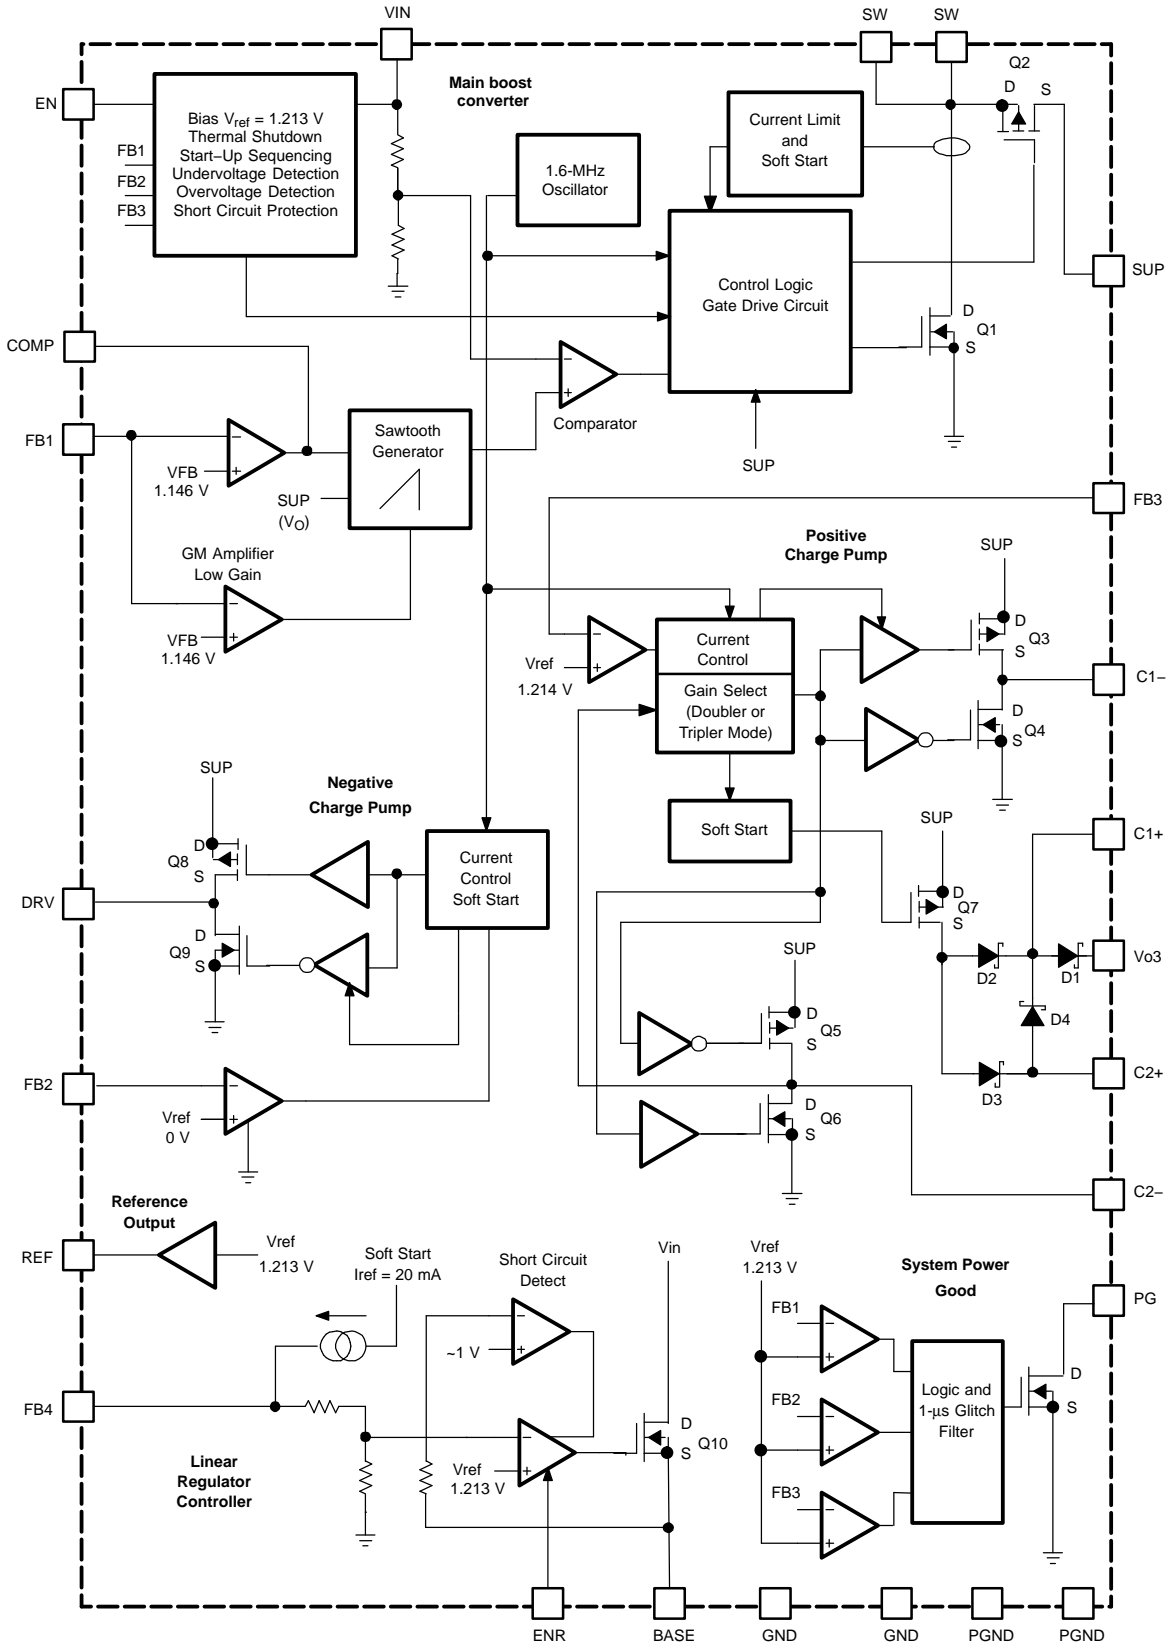 VIN
SW
SW
Q2
D
S
Main boost
converter
EN
Bias Vref = 1.213 V
Thermal Shutdown
Start–Up Sequencing
Undervoltage Detection
Overvoltage Detection
Short Circuit Protection
FB1
FB2
FB3
1.6-MHz
Oscillator
Current Limit
and
Soft Start
SUP
Control Logic
Gate Drive Circuit
D
Q1
S
COMP
FB1
−
+
VFB
1.146 V
Sawtooth
Generator
SUP
(VO)
−
+
Comparator
SUP
FB3
GM Amplifier
Low Gain
−
+
VFB
1.146 V
Positive
Charge Pump
SUP
−
+
Vref
1.214 V
Current
Control
Gain Select
(Doubler or
Tripler Mode)
D
Q3
S
C1–
D
Q4
S
Soft Start
Negative
Charge Pump
SUP
D
Q8
S
Current
Control
Soft Start
DRV
D
Q9
S
SUP
D
Q7
S
C1+
D2
D1
Vo3
D4
D3
C2+
SUP
D
Q5
S
D
Q6
S
C2–
FB2
−
+
Vref
0 V
Reference
Output
REF
Vref
1.213 V
Soft Start
Iref = 20 mA
Short Circuit
Detect
−
+
~1 V
Vin
FB4
−
+
Vref
1.213 V
D
Q10
S
Linear
Regulator
Controller
Vref
1.213 V
System Power
Good
FB1
−
+
FB2
−
+
FB3
−
+
Logic and
1-μs Glitch
Filter
PG
D
S
ENR
BASE
GND
GND
PGND
PGND